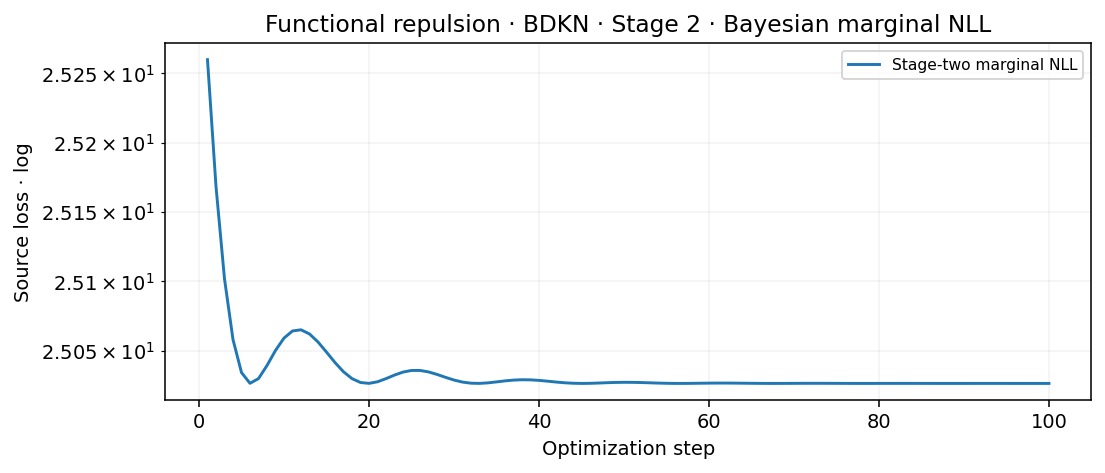 Functional repulsion · BDKN · Stage 2 · Bayesian marginal NLL
Stage-two marginal NLL
Source loss · log
2.525 × 10¹
2.52 × 10¹
2.515 × 10¹
2.51 × 10¹
2.505 × 10¹
0 20 40 60 80 100
Optimization step